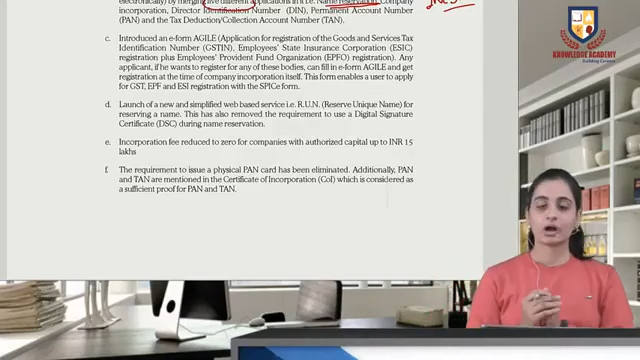 electronically) by merging five different applications in it i.e. Name reservation, Company
incorporation, Director Identification Number (DIN), Permanent Account Number
(PAN) and the Tax Deduction/Collection Account Number (TAN).
c. Introduced an e-form AGILE (Application for registration of the Goods and Services Tax
Identification Number (GSTIN), Employees' State Insurance Corporation (ESIC)
registration plus Employees' Provident Fund Organization (EPFO) registration). Any
applicant, if he wants to register for any of these bodies, can fill in e-form AGILE and get
registration at the time of company incorporation itself. This form enables a user to apply
for GST, EPF and ESI registration with the SPICe form.
d. Launch of a new and simplified web based service i.e. R.U.N. (Reserve Unique Name) for
reserving a name. This has also removed the requirement to use a Digital Signature
Certificate (DSC) during name reservation.
e. Incorporation fee reduced to zero for companies with authorized capital up to INR 15
lakhs
f. The requirement to issue a physical PAN card has been eliminated. Additionally, PAN
and TAN are mentioned in the Certificate of Incorporation (CoI) which is considered as
a sufficient proof for PAN and TAN.
KNOWLEDGE ACADEMY